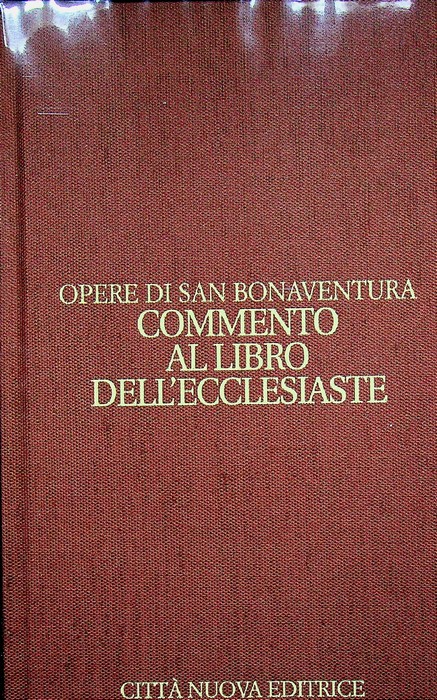 OPERE DI SAN BONAVENTURA
COMMENTO
AL LIBRO
DELL'ECCLESIASTE
CITTÀ NUOVA EDITRICE